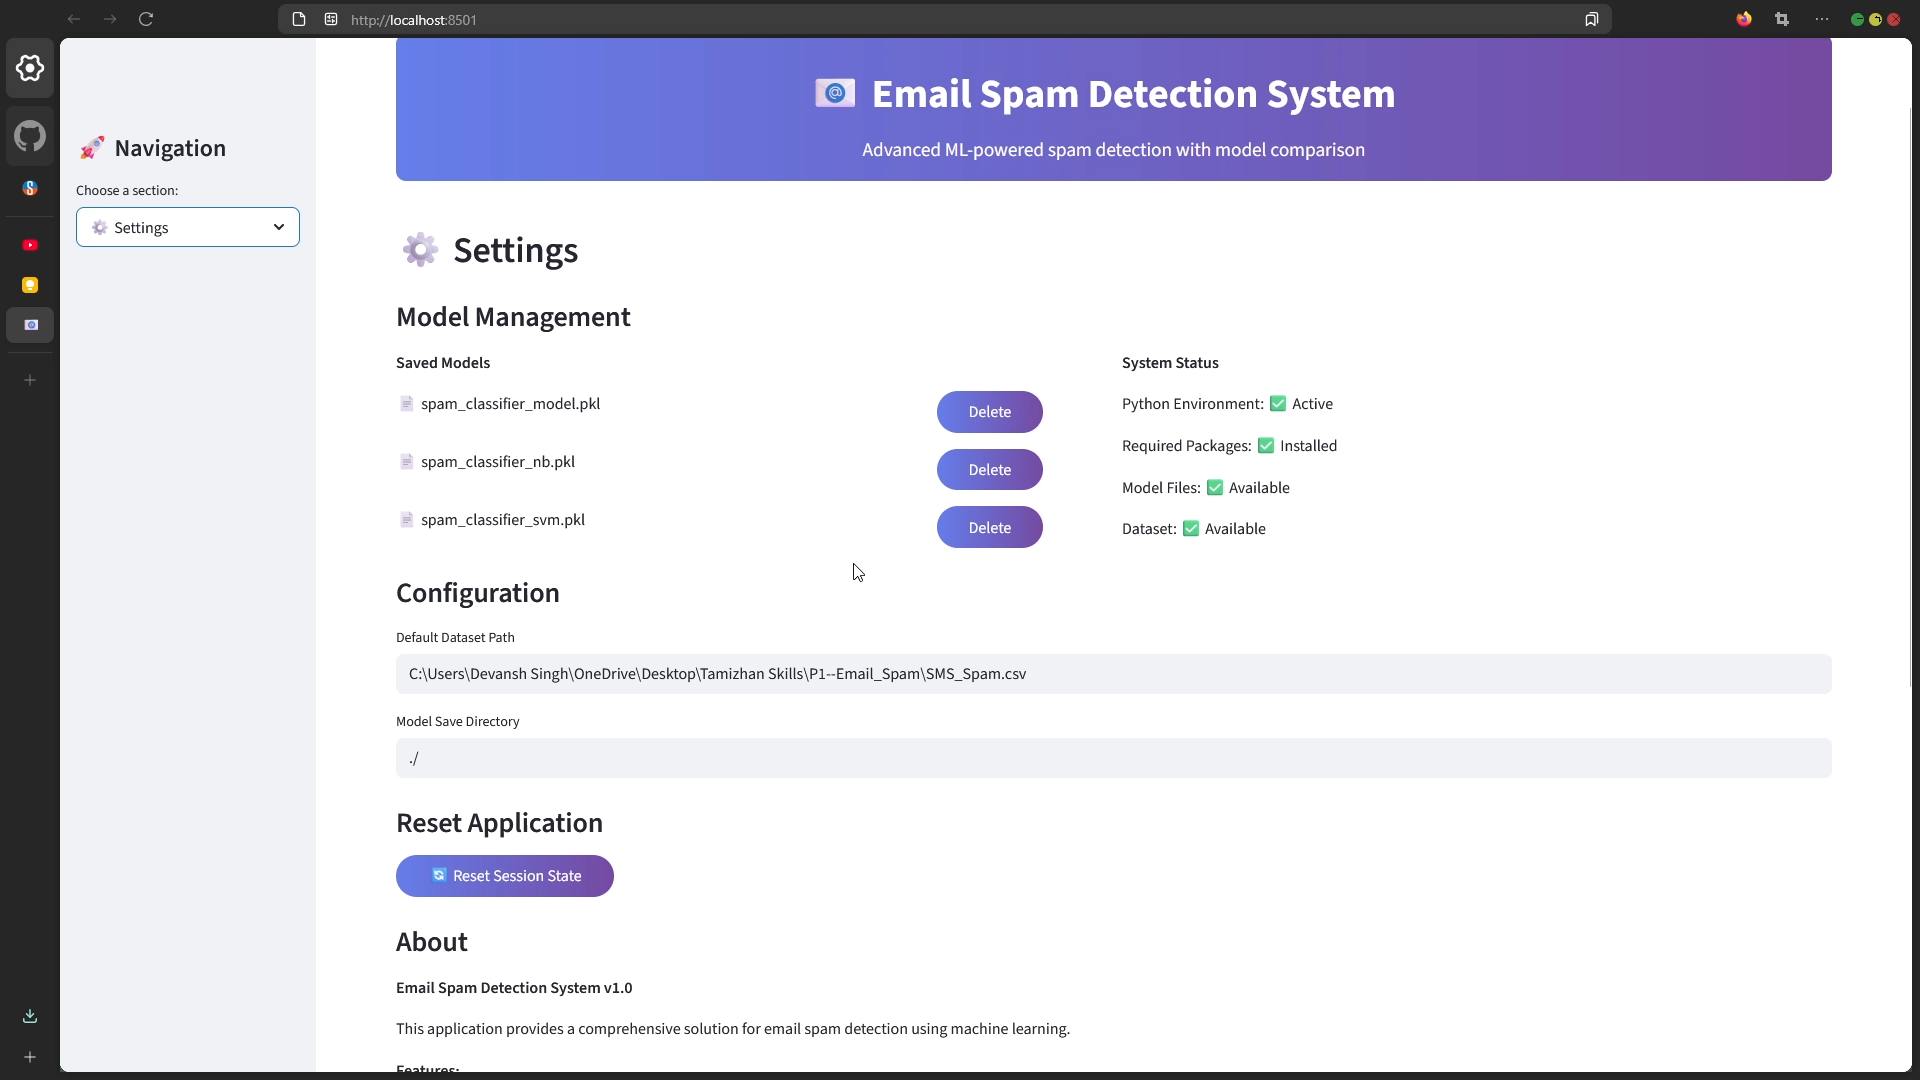 http://localhost:8501
Navigation
Choose a section:
Settings
Email Spam Detection System
Advanced ML-powered spam detection with model comparison
Settings
Model Management
Saved Models
spam_classifier_model.pkl
Delete
spam_classifier_nb.pkl
Delete
spam_classifier_svm.pkl
Delete
System Status
Python Environment: ✅ Active
Required Packages: ✅ Installed
Model Files: ✅ Available
Dataset: ✅ Available
Configuration
Default Dataset Path
C:\Users\Devansh Singh\OneDrive\Desktop\Tamizhan Skills\P1--Email_Spam\SMS_Spam.csv
Model Save Directory
./
Reset Application
Reset Session State
About
Email Spam Detection System v1.0
This application provides a comprehensive solution for email spam detection using machine learning.
Features: